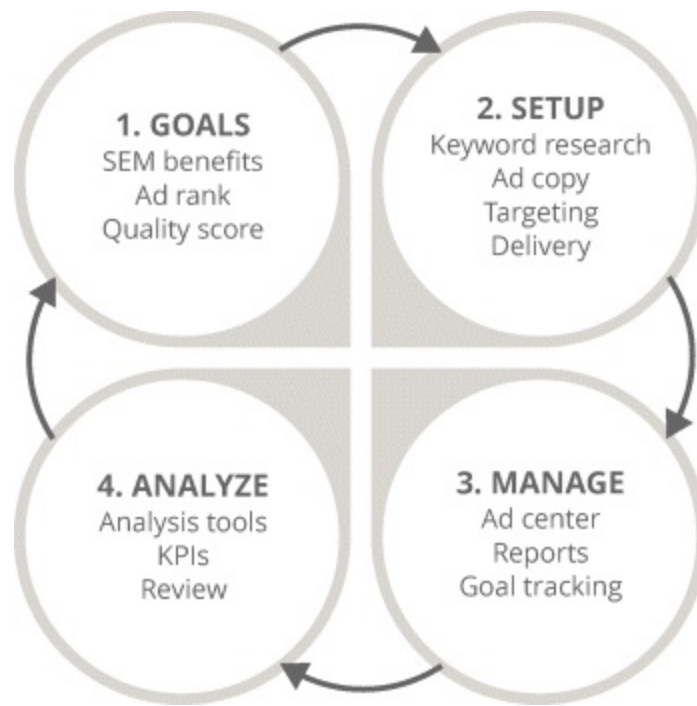 1. GOALS
SEM benefits
Ad rank
Quality score
2. SETUP
Keyword research
Ad copy
Targeting
Delivery
3. MANAGE
Ad center
Reports
Goal tracking
4. ANALYZE
Analysis tools
KPIs
Review